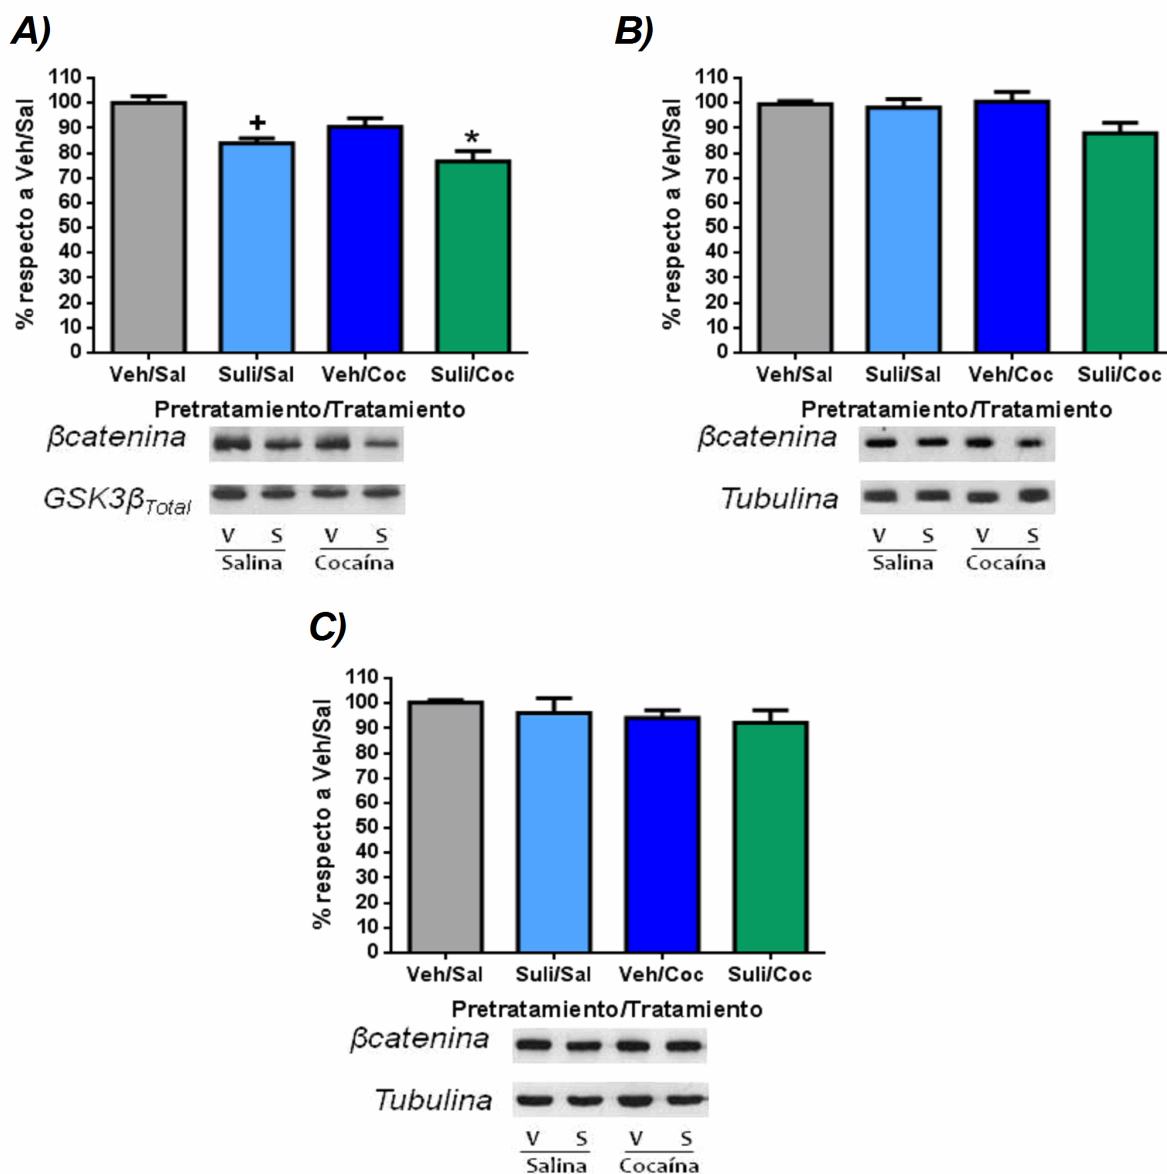 A)
% respecto a Veh/Sal
110
100
90
80
70
60
50
40
30
20
10
0
+
*
Veh/Sal Suli/Sal Veh/Coc Suli/Coc
Pretratamiento/Tratamiento
βcatenina
GSK3βTotal
V S V S
Salina Cocaína
B)
% respecto a Veh/Sal
110
100
90
80
70
60
50
40
30
20
10
0
Veh/Sal Suli/Sal Veh/Coc Suli/Coc
Pretratamiento/Tratamiento
βcatenina
Tubulina
V S V S
Salina Cocaína
C)
% respecto a Veh/Sal
110
100
90
80
70
60
50
40
30
20
10
0
Veh/Sal Suli/Sal Veh/Coc Suli/Coc
Pretratamiento/Tratamiento
βcatenina
Tubulina
V S V S
Salina Cocaína